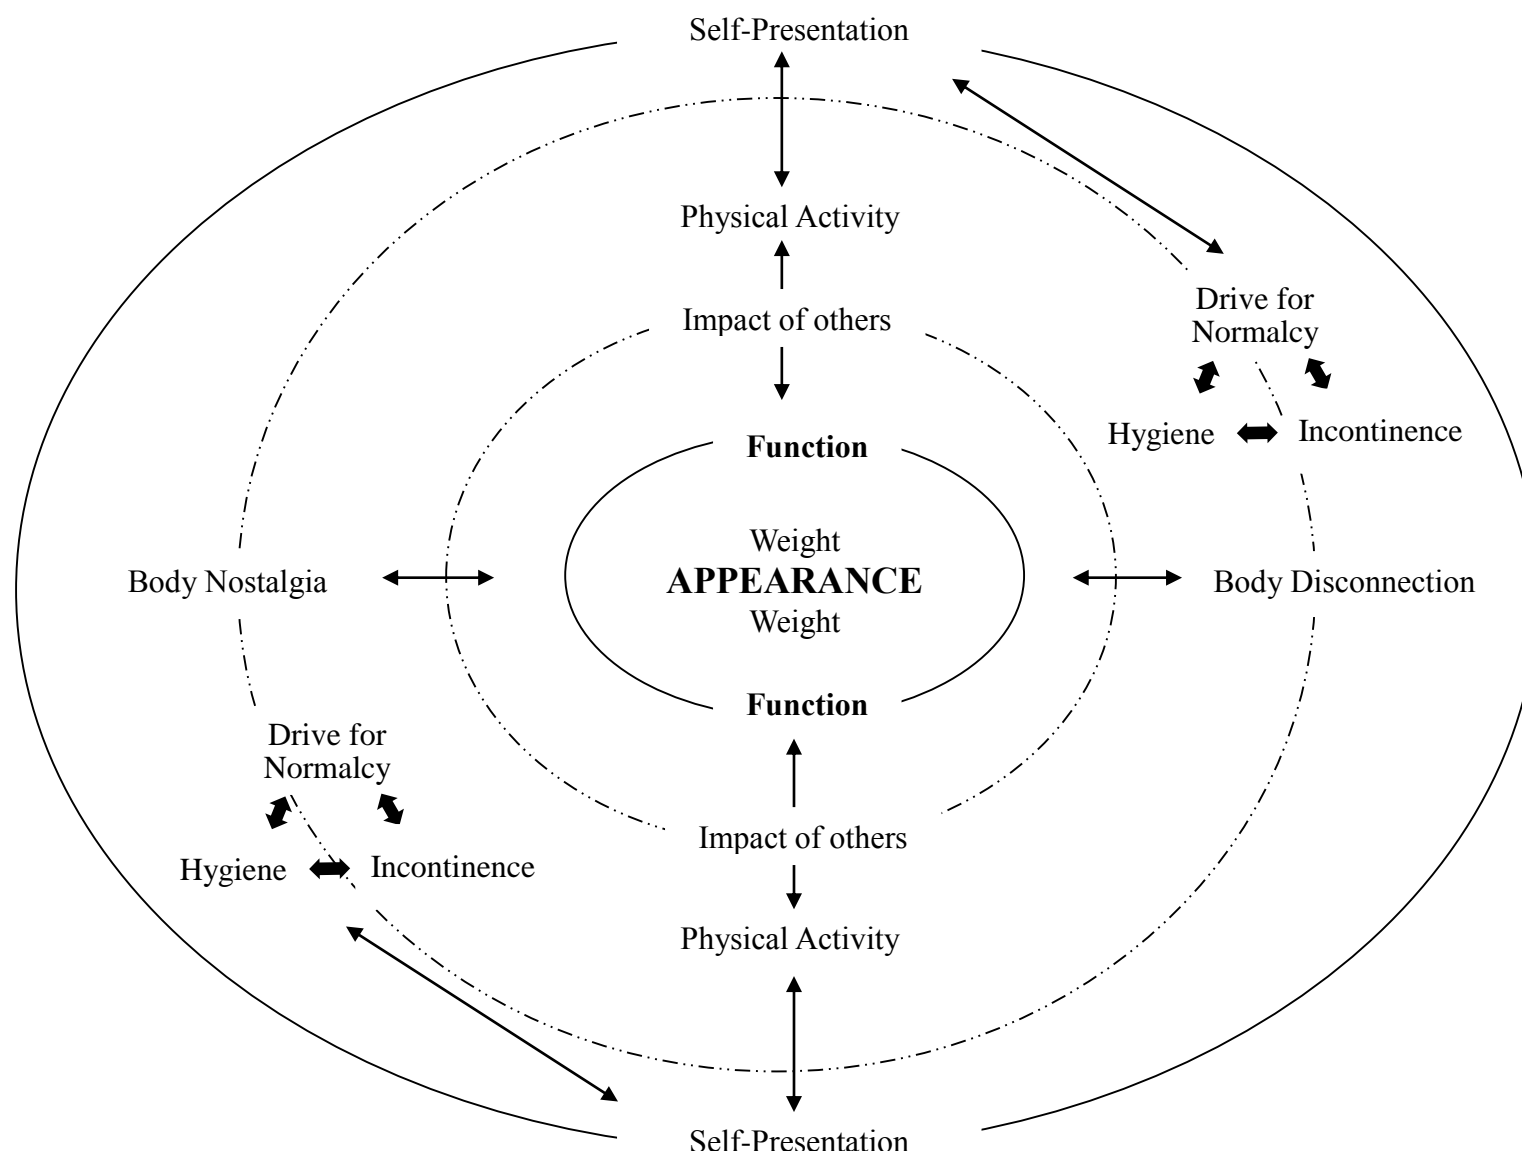 Self-Presentation
Physical Activity
Impact of others
Drive for
Normalcy
Hygiene
Incontinence
Function
Weight
APPEARANCE
Weight
Body Nostalgia
Body Disconnection
Function
Drive for
Normalcy
Hygiene
Incontinence
Impact of others
Physical Activity
Self-Presentation